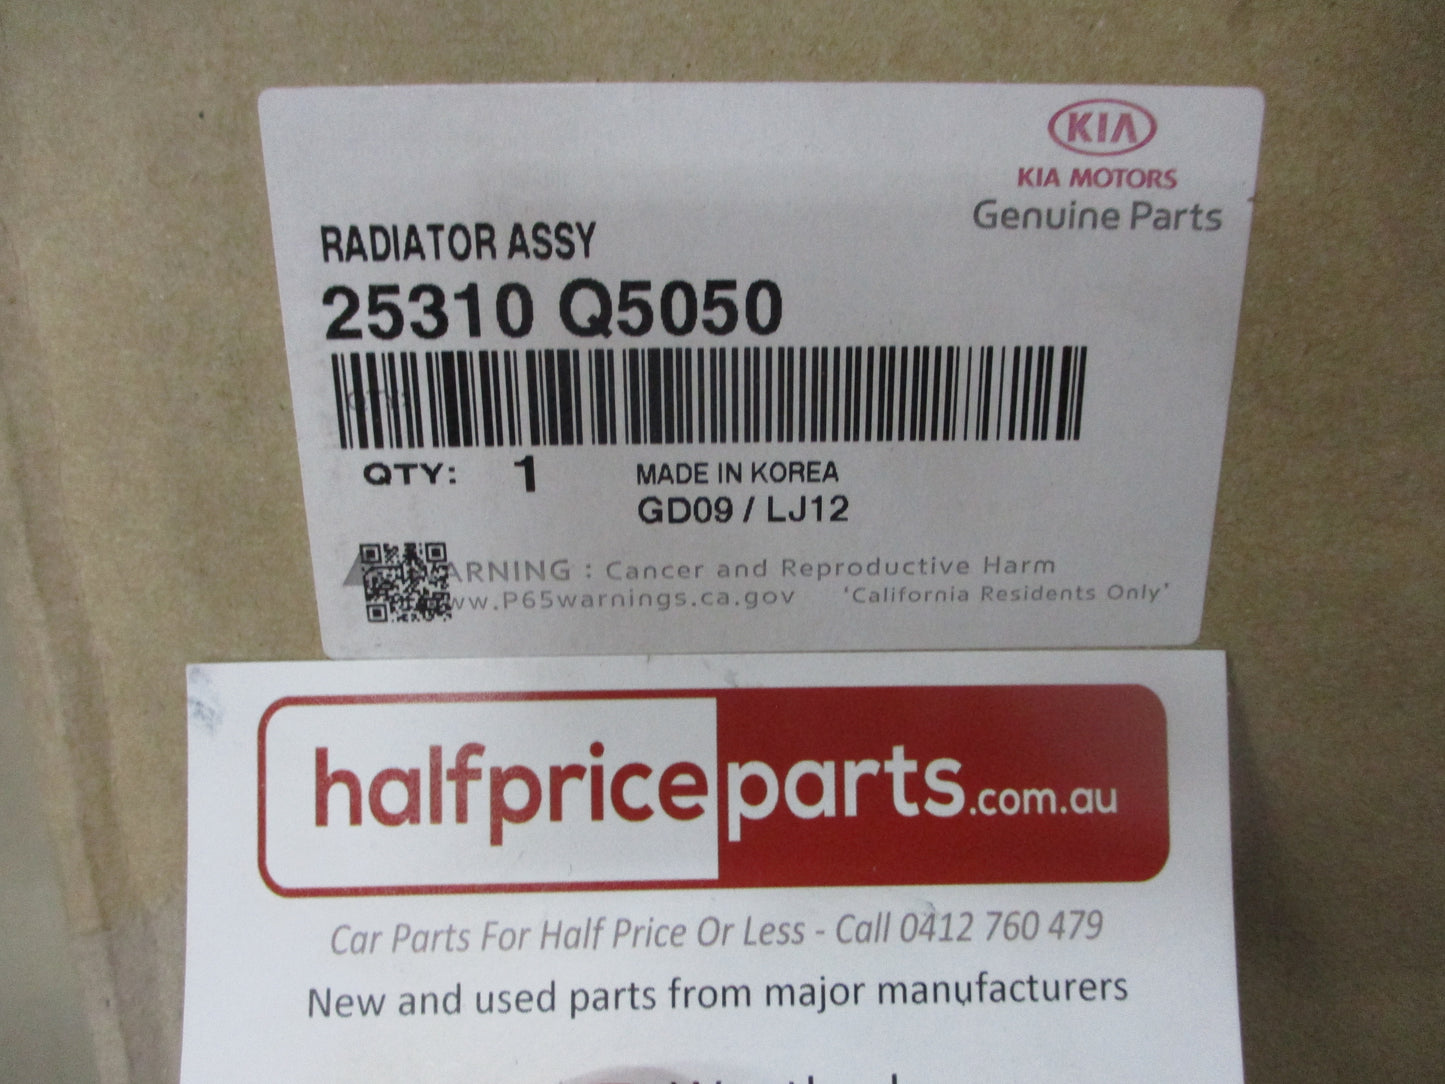 KIA
KIA MOTORS
Genuine Parts
RADIATOR ASSY
25310 Q5050
QTY: 1
MADE IN KOREA
GD09 / LJ12
ARNING : Cancer and Reproductive Harm
ww.P65warnings.ca.gov 'California Residents Only'
halfpriceparts.com.au
Car Parts For Half Price Or Less - Call 0412 760 479
New and used parts from major manufacturers